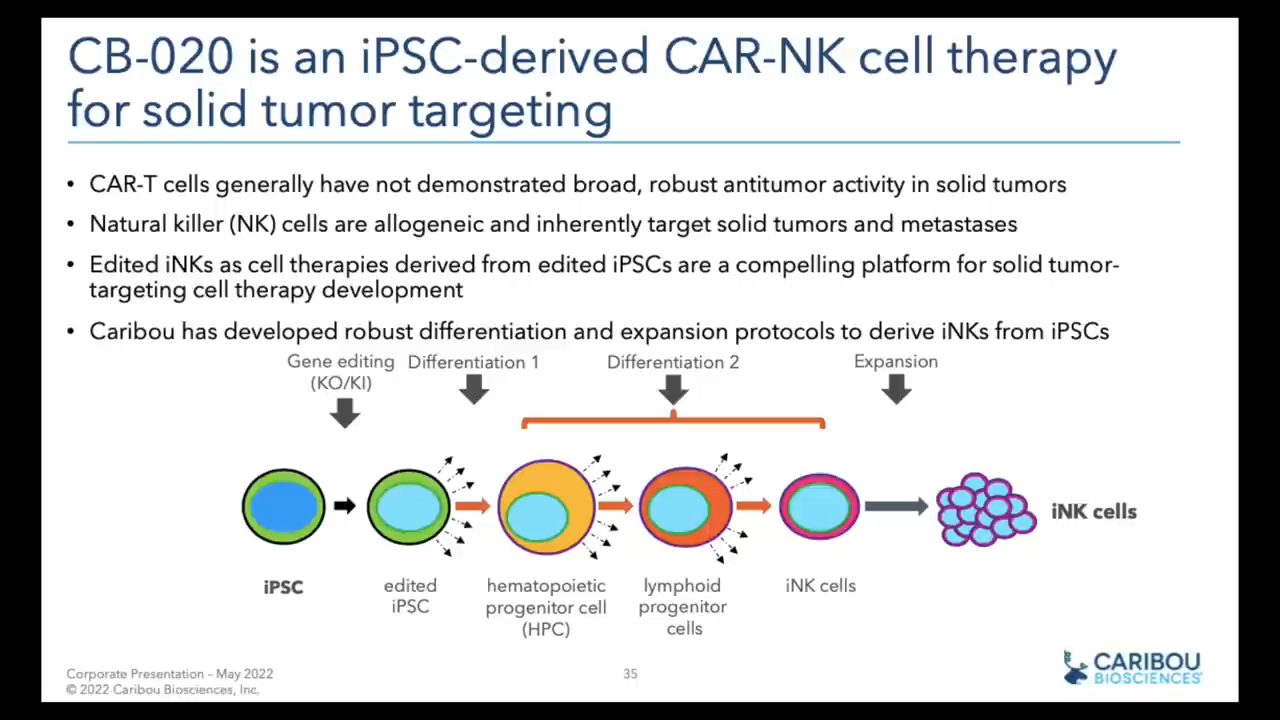 CB-020 is an iPSC-derived CAR-NK cell therapy
for solid tumor targeting
• CAR-T cells generally have not demonstrated broad, robust antitumor activity in solid tumors
• Natural killer (NK) cells are allogeneic and inherently target solid tumors and metastases
• Edited iNKs as cell therapies derived from edited iPSCs are a compelling platform for solid tumor-
targeting cell therapy development
• Caribou has developed robust differentiation and expansion protocols to derive iNKs from iPSCs
Gene editing
(KO/KI)
Differentiation 1
Differentiation 2
Expansion
iNK cells
iPSC
edited
iPSC
hematopoietic
progenitor cell
(HPC)
lymphoid
progenitor
cells
iNK cells
Corporate Presentation – May 2022
© 2022 Caribou Biosciences, Inc.
35
CARIBOU
BIOSCIENCES